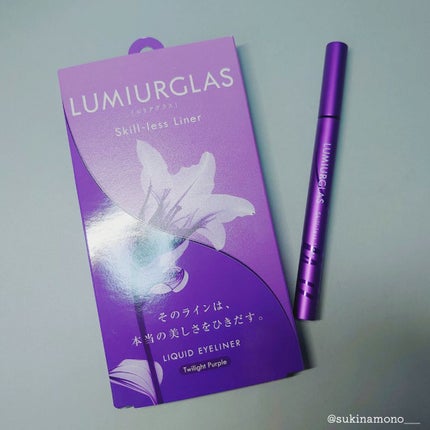 LUMIURGLAS
[ルミアグラス]
Skill-less Liner
そのラインは、
本当の美しさをひきだす。
LIQUID EYELINER
Twilight Purple
LUMIURGLAS
@sukinamono___